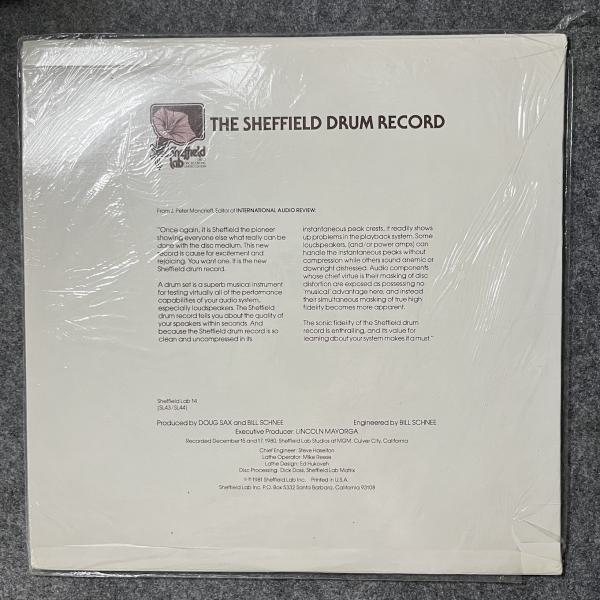 THE SHEFFIELD DRUM RECORD
Sheffield
Lab
From J. Peter Moncrieff, Editor of INTERNATIONAL AUDIO REVIEW:
"Once again, it is Sheffield the pioneer
showing everyone else what really can be
done with the disc medium. This new
record is cause for excitement and
rejoicing. You want one. It is the new
Sheffield drum record.
A drum set is a superb musical instrument
for testing virtually all of the performance
capabilities of your audio system,
especially loudspeakers. The Sheffield
drum record tells you about the quality of
your speakers within seconds. And
because the Sheffield drum record is so
clean and uncompressed in its
instantaneous peak crests, it readily shows
up problems in the playback system. Some
loudspeakers, (and/or power amps) can
handle the instantaneous peaks without
compression while others sound anemic or
downright distressed. Audio components
whose chief virtue is their masking of disc
distortion are exposed as possessing no
'musical' advantage here, and instead
their simultaneous masking of true high
fidelity becomes more apparent.
The sonic fidelity of the Sheffield drum
record is enthralling, and its value for
learning about your system makes it a must."
Sheffield Lab 14
(SL43/SL44)
Produced by DOUG SAX and BILL SCHNEE Engineered by BILL SCHNEE
Executive Producer: LINCOLN MAYORGA
Recorded December 16 and 17, 1980, Sheffield Lab Studios at MGM, Culver City, California
Chief Engineer: Steve Haselton
Lathe Operator: Mike Reese
Lathe Design: Ed Hukoveh
Disc Processing: Dick Doss, Sheffield Lab Matrix
©℗1981 Sheffield Lab Inc. Printed in U.S.A.
Sheffield Lab Inc. P.O. Box 5332 Santa Barbara, California 93108